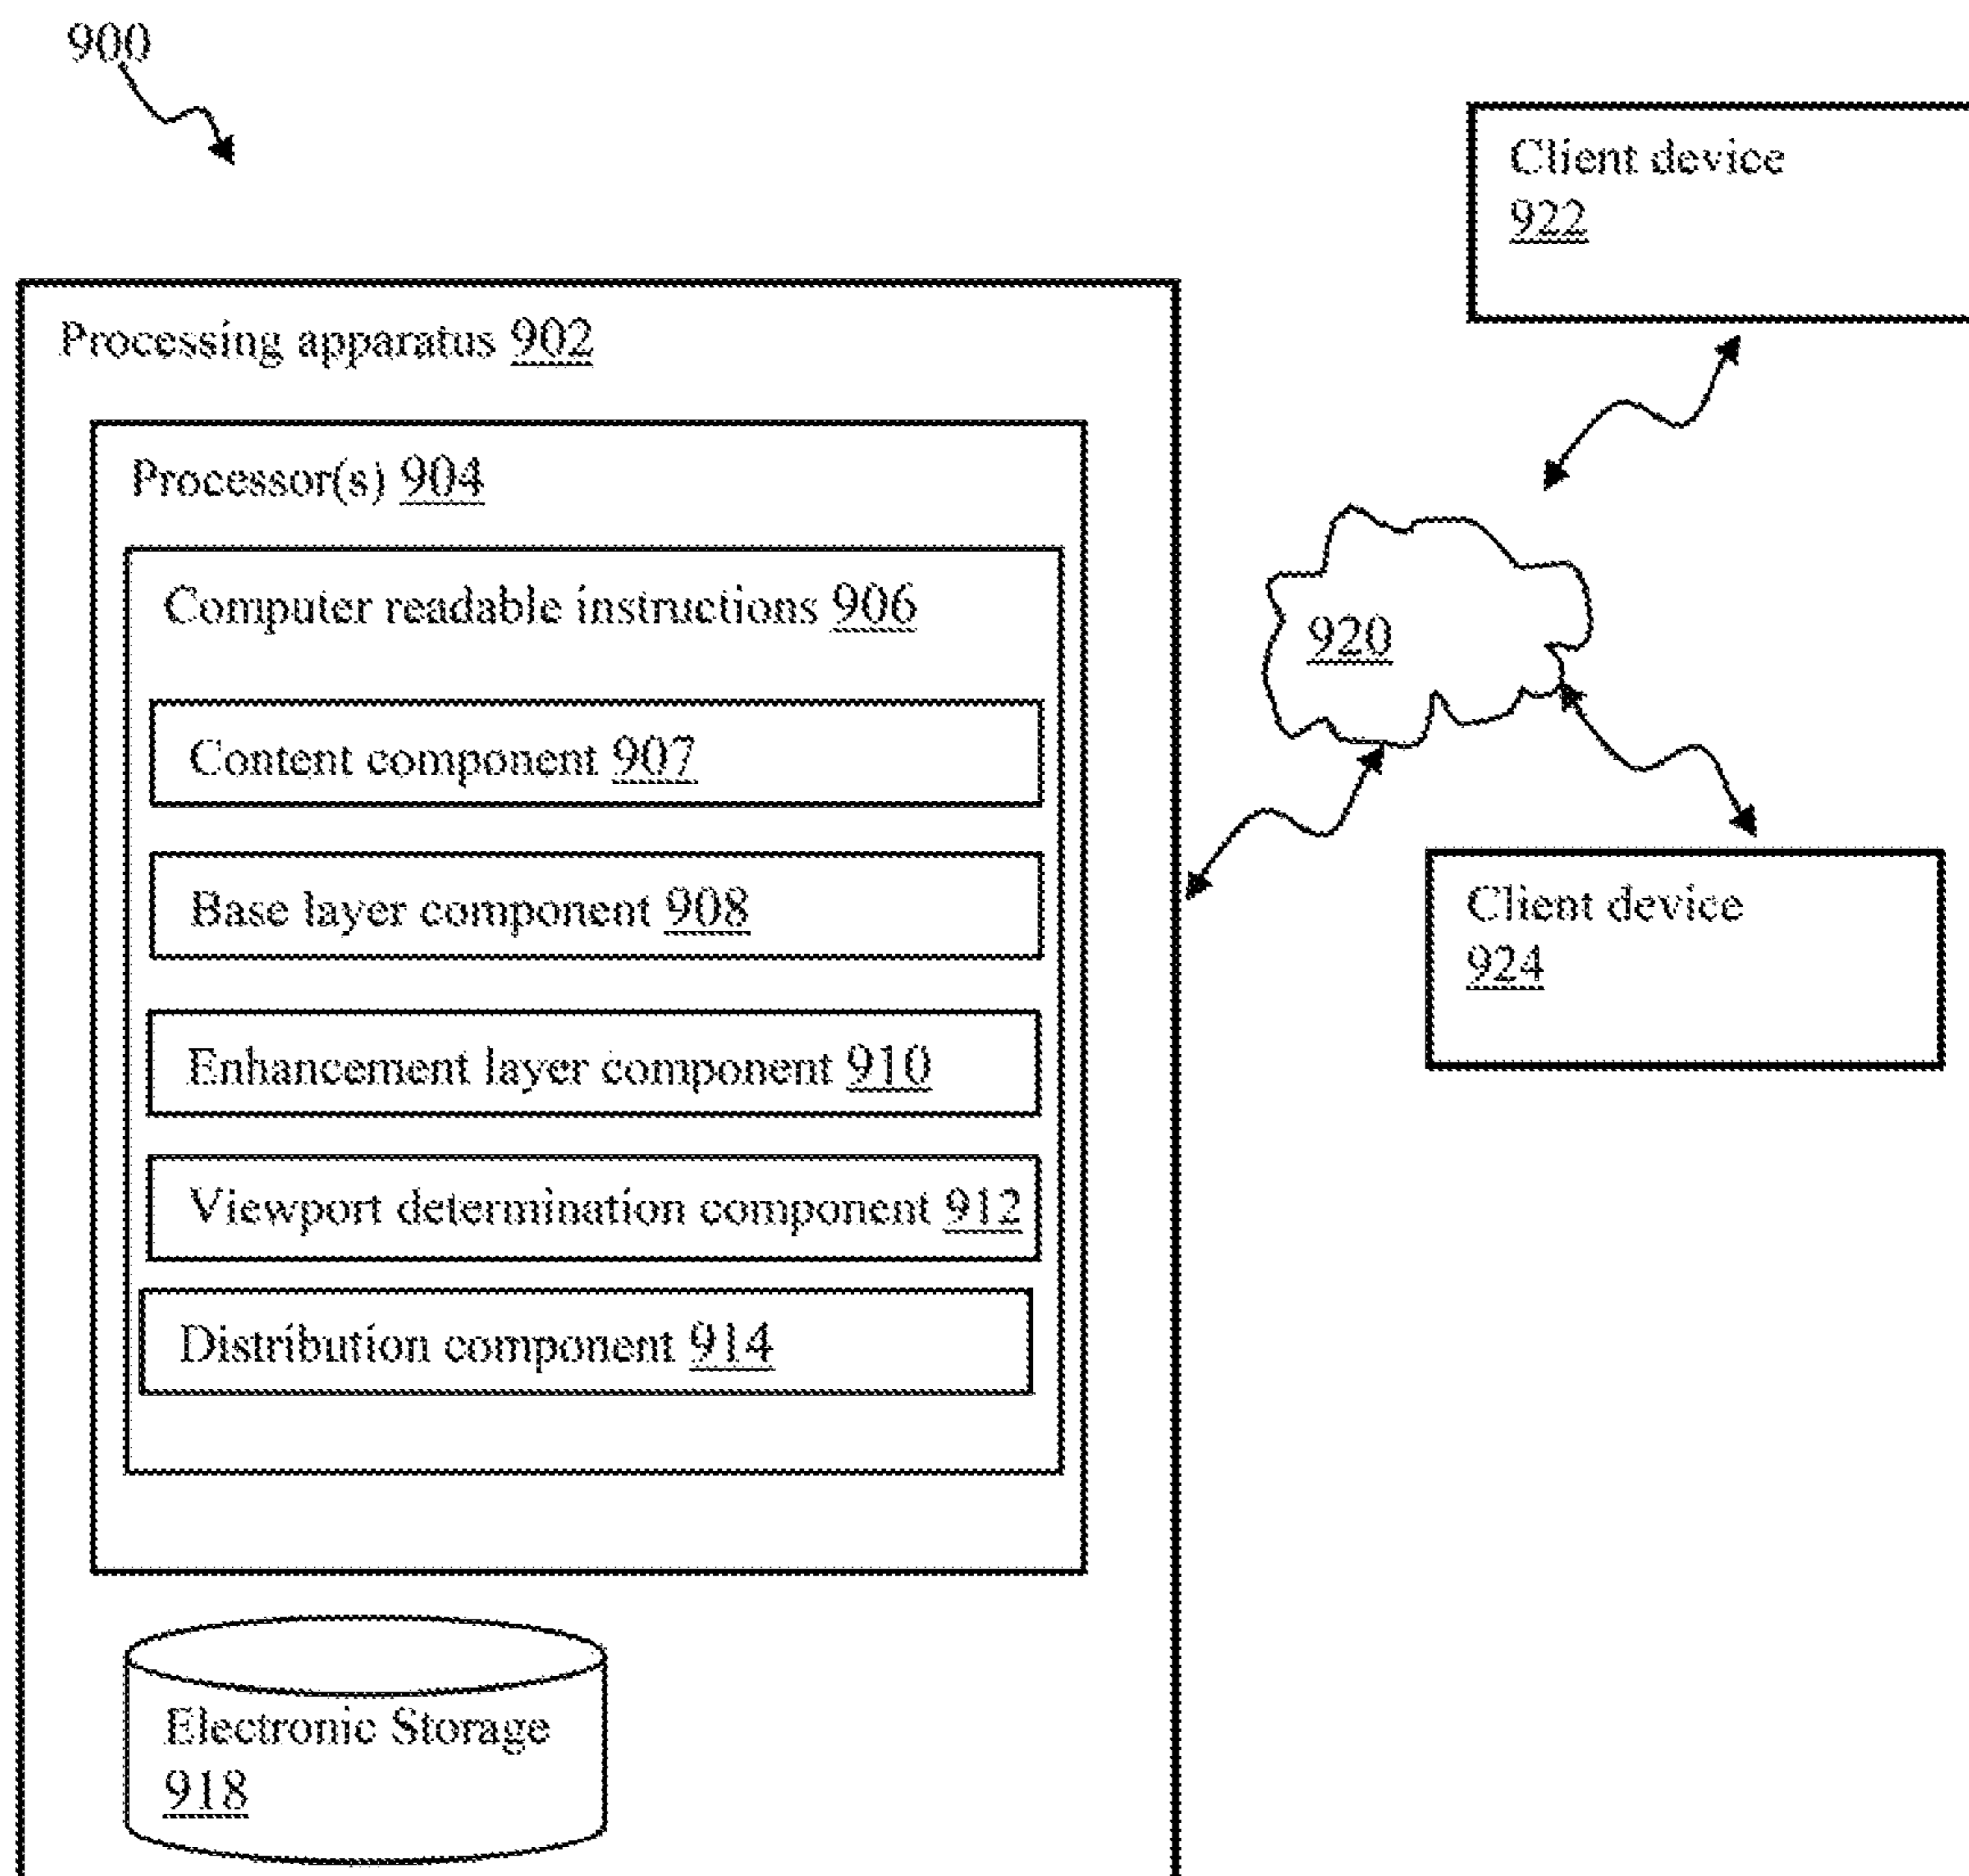 900
Client device
922
Processing apparatus 902
Processor(s) 904
Computer readable instructions 906
920
Content component 907
Base layer component 908
Client device
924
Enhancement layer component 910
Viewport determination component 912
Distribution component 914
Electronic Storage
918